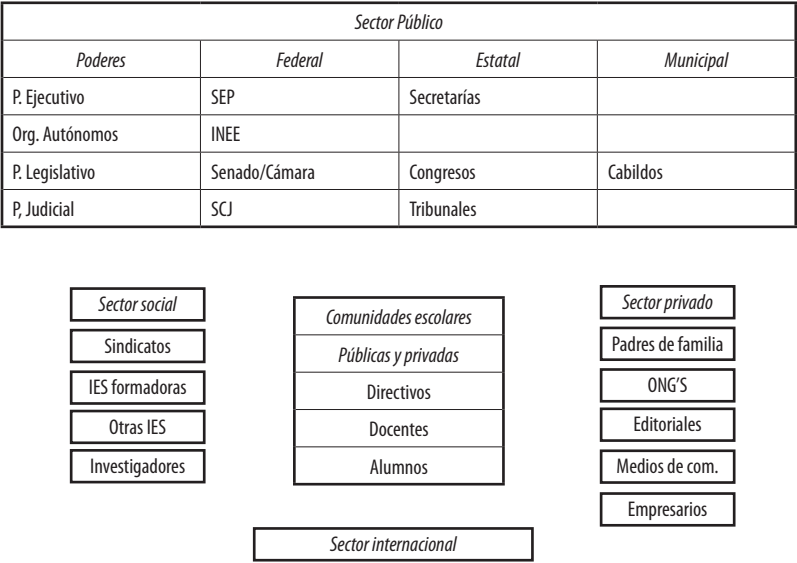 Sector Público
Poderes Federal Estatal Municipal
P. Ejecutivo SEP Secretarías
Org. Autónomos INEE
P. Legislativo Senado/Cámara Congresos Cabildos
P, Judicial SCJ Tribunales
Sector social
Sindicatos
IES formadoras
Otras IES
Investigadores
Comunidades escolares
Públicas y privadas
Directivos
Docentes
Alumnos
Sector privado
Padres de familia
ONG'S
Editoriales
Medios de com.
Empresarios
Sector internacional